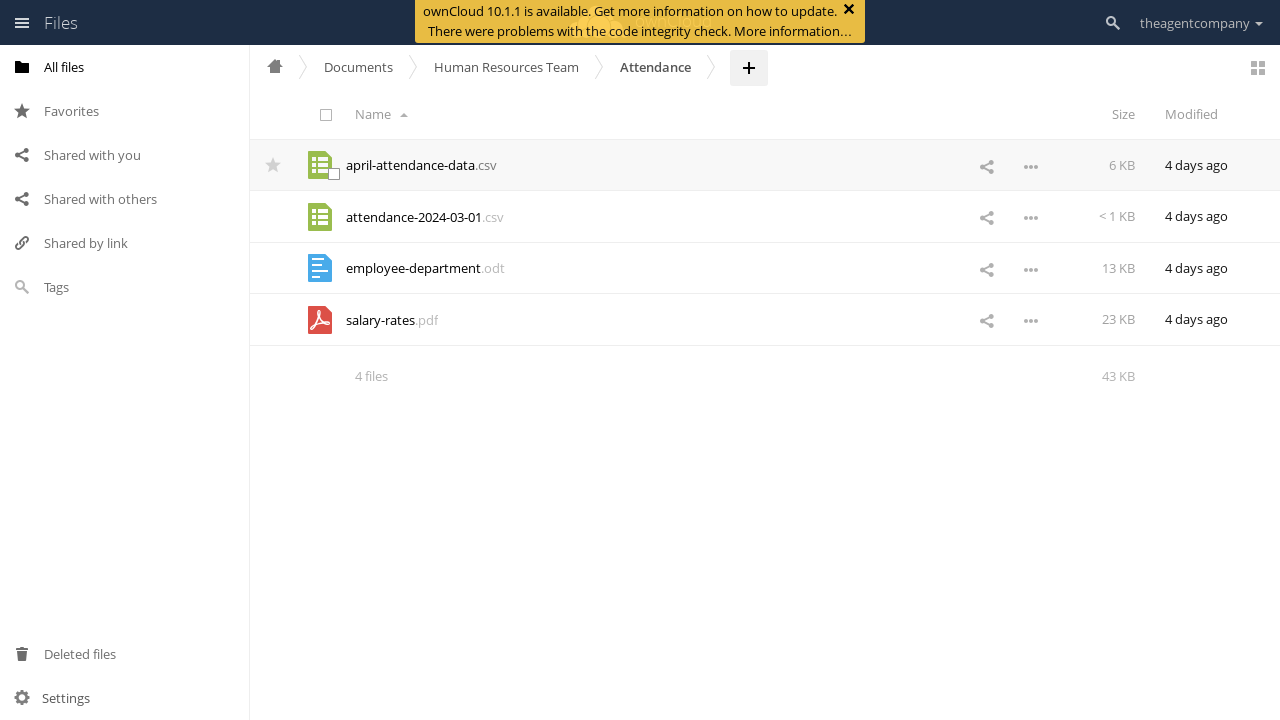 Files
ownCloud 10.1.1 is available. Get more information on how to update.
There were problems with the code integrity check. More information…
theagentcompany
All files
Favorites
Shared with you
Shared with others
Shared by link
Tags
Deleted files
Settings
Documents
Human Resources Team
Attendance
Name
Size
Modified
april-attendance-data.csv
6 KB
4 days ago
attendance-2024-03-01.csv
< 1 KB
4 days ago
employee-department.odt
13 KB
4 days ago
salary-rates.pdf
23 KB
4 days ago
4 files
43 KB